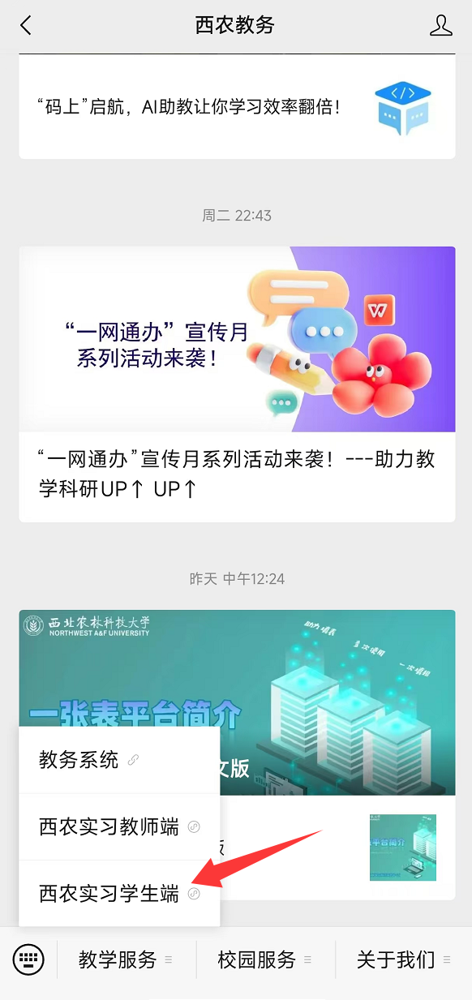 西农教务
“码上”启航，AI助教让你学习效率翻倍！
周二 22:43
“一网通办”宣传月
系列活动来袭！
“一网通办”宣传月系列活动来袭！---助力教
学科研UP↑ UP↑
昨天 中午12:24
西北农林科技大学
NORTHWEST A&F UNIVERSITY
一张表平台简介
文版
教务系统
西农实习教师端
西农实习学生端
教学服务
校园服务
关于我们